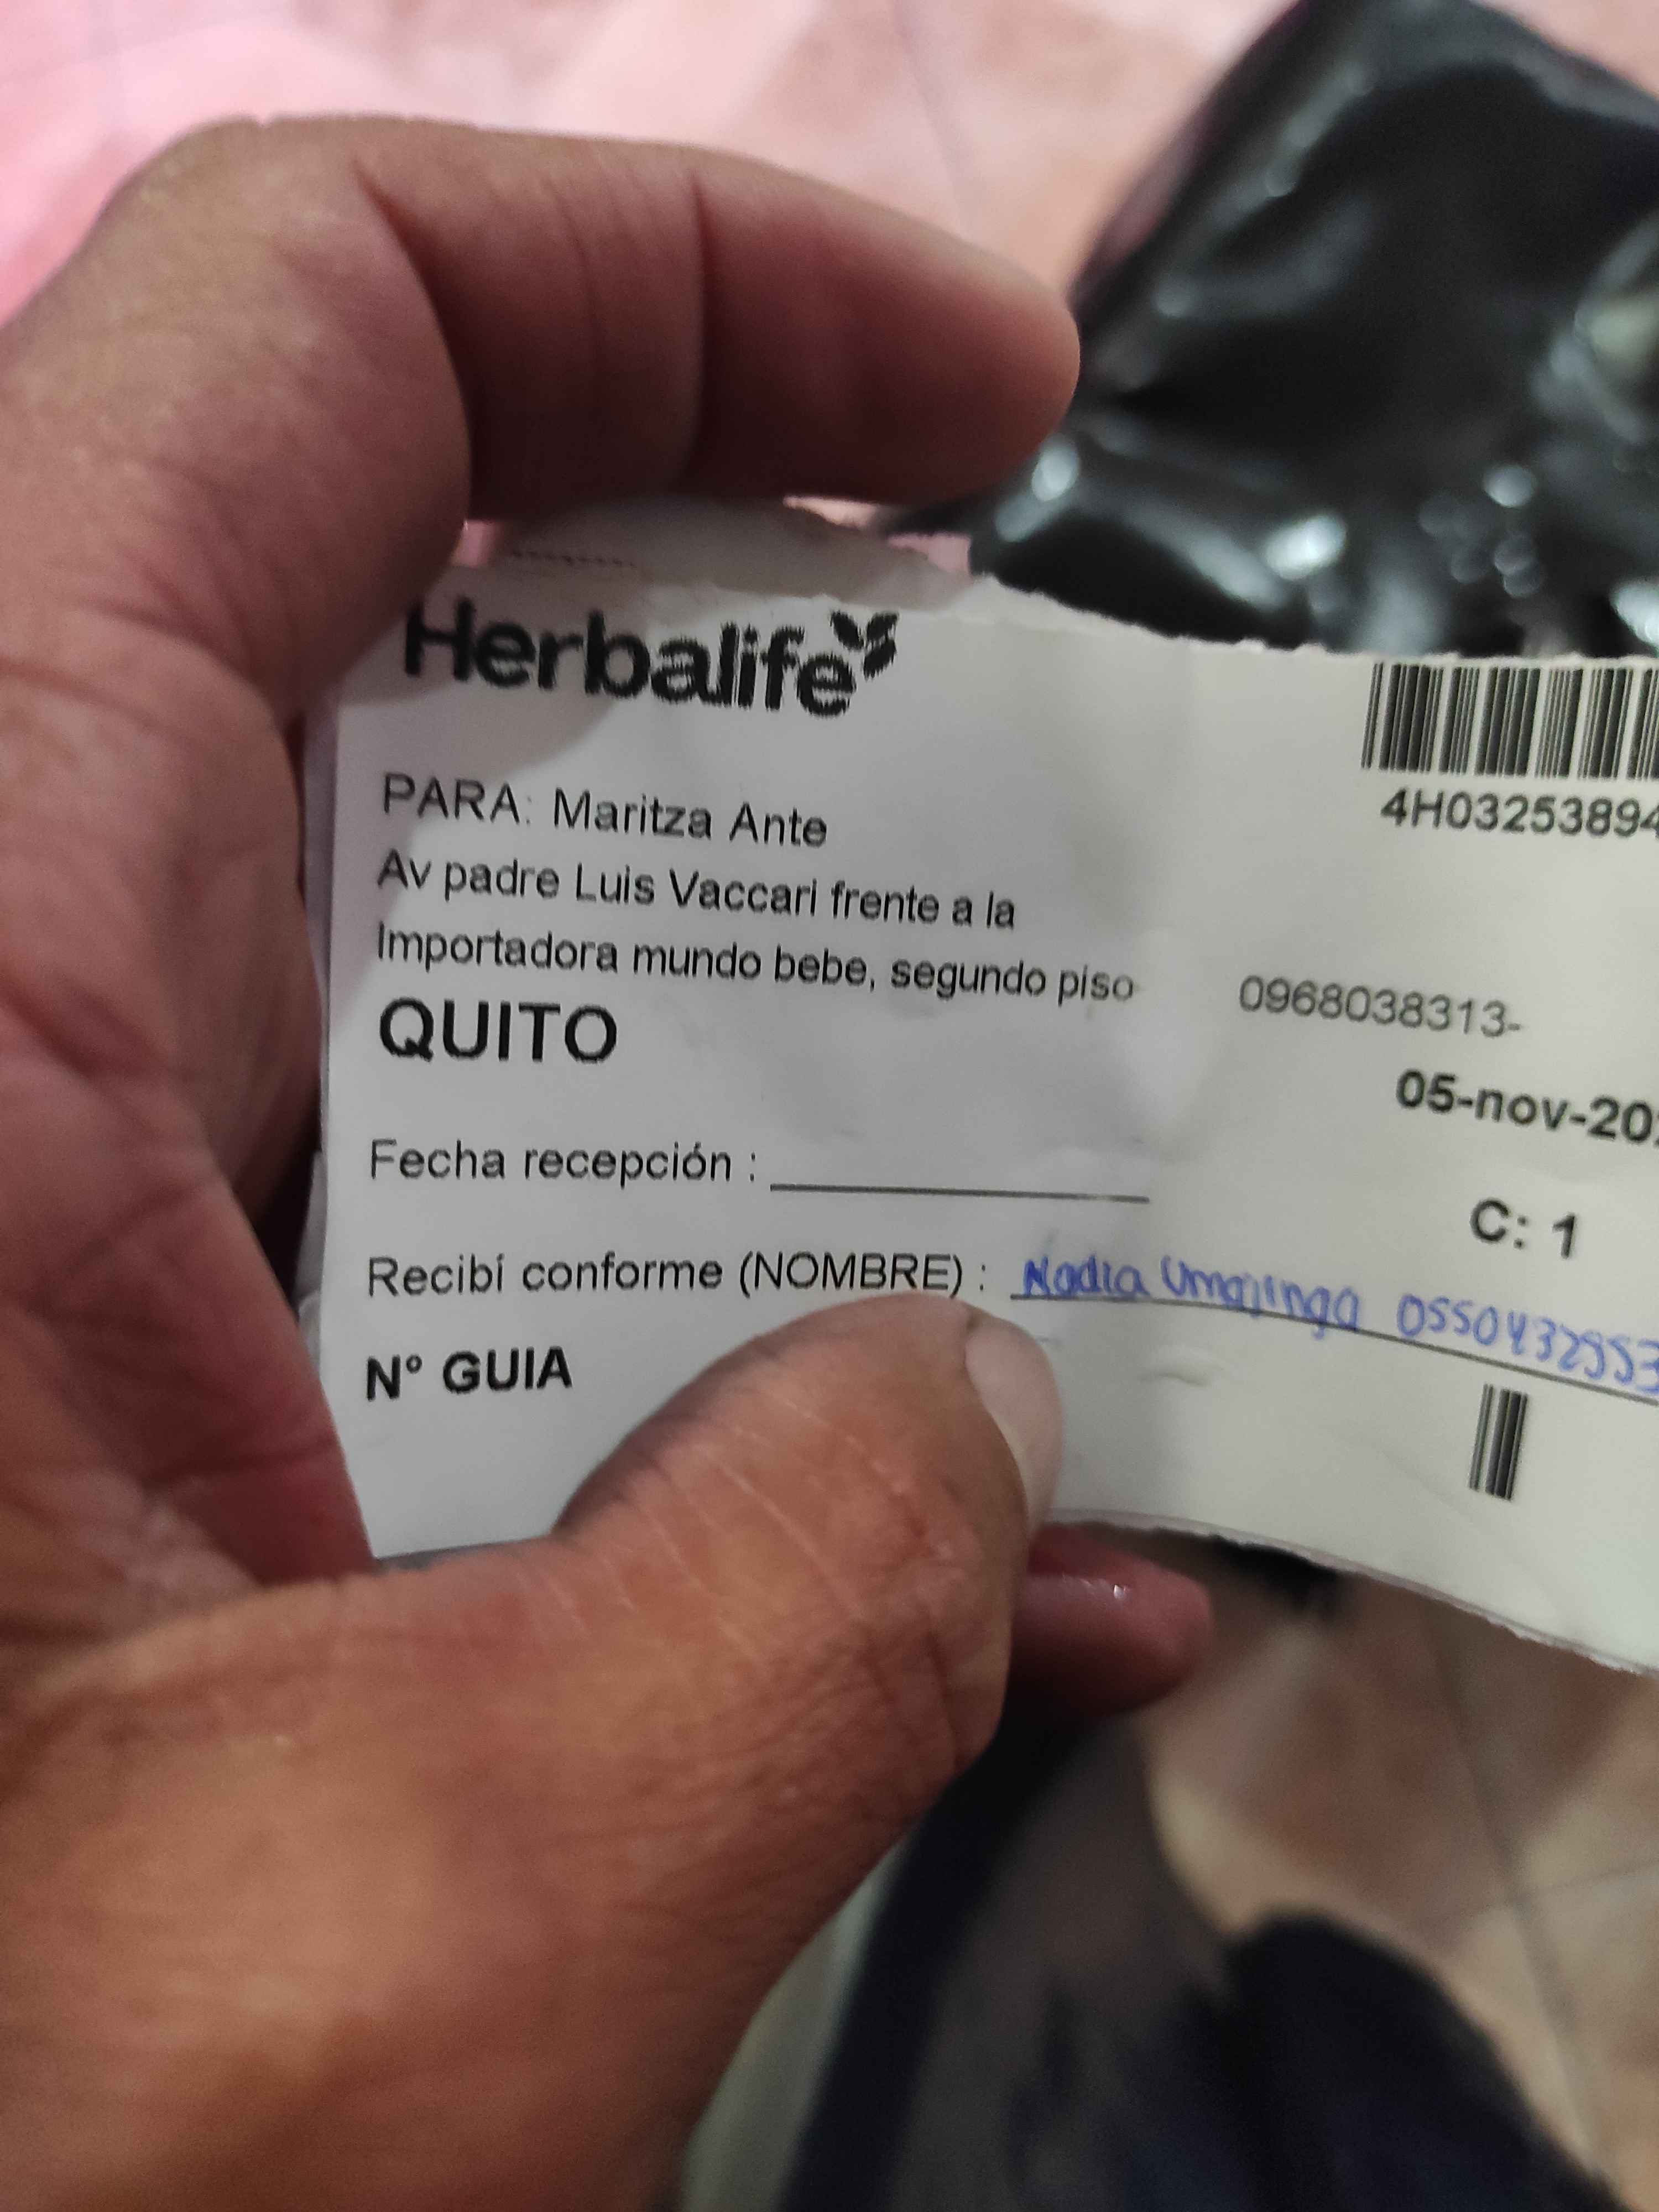 Herbalife
4H03253894
PARA: Maritza Ante
Av padre Luis Vaccari frente a la
Importadora mundo bebe, segundo piso
0968038313-
QUITO
05-nov-20
Fecha recepción :
C: 1
Recibí conforme (NOMBRE) : Nadia Umajinga 0550432953
N° GUIA